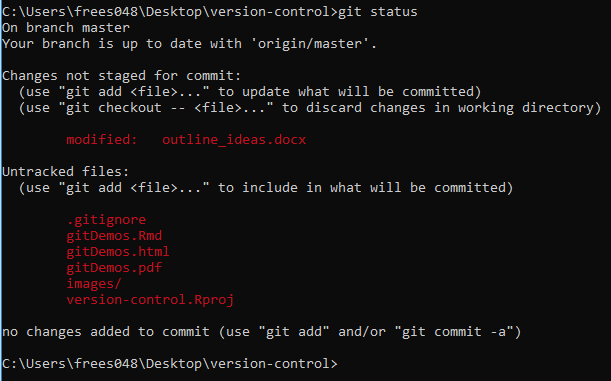 C:\Users\frees048\Desktop\version-control>git status
On branch master
Your branch is up to date with 'origin/master'.
Changes not staged for commit:
(use "git add <file>..." to update what will be committed)
(use "git checkout -- <file>..." to discard changes in working directory)
modified: outline_ideas.docx
Untracked files:
(use "git add <file>..." to include in what will be committed)
.gitignore
gitDemos.Rmd
gitDemos.html
gitDemos.pdf
images/
version-control.Rproj
no changes added to commit (use "git add" and/or "git commit -a")
C:\Users\frees048\Desktop\version-control>